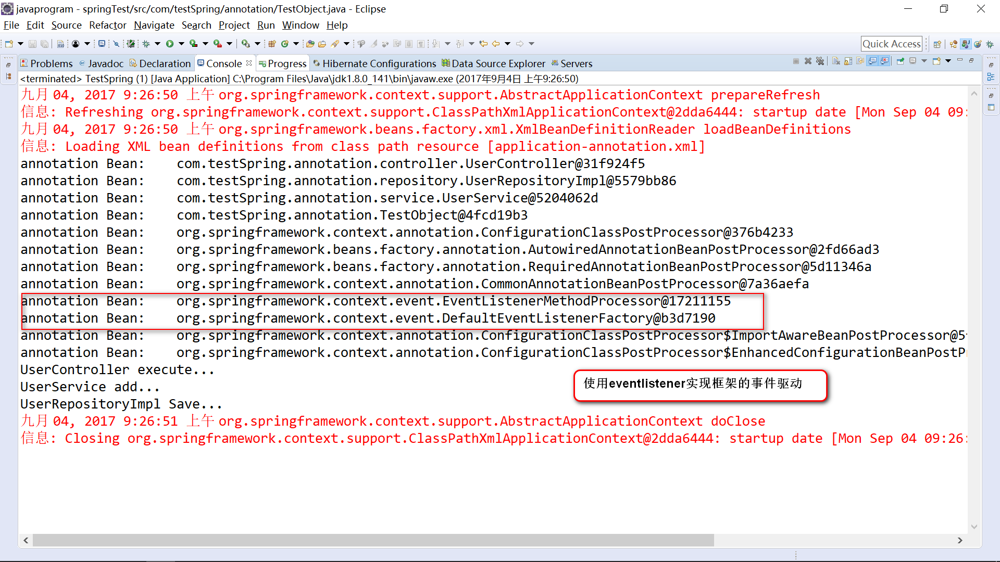 javaprogram - springTest/src/com/testSpring/annotation/TestObject.java - Eclipse
File Edit Source Refactor Navigate Search Project Run Window Help
Quick Access
Problems @ Javadoc Declaration Console Progress Hibernate Configurations Data Source Explorer Servers
<terminated> TestSpring (1) [Java Application] C:\Program Files\Java\jdk1.8.0_141\bin\javaw.exe (2017年9月4日 上午9:26:50)
九月 04, 2017 9:26:50 上午 org.springframework.context.support.AbstractApplicationContext prepareRefresh
信息: Refreshing org.springframework.context.support.ClassPathXmlApplicationContext@2dda6444: startup date [Mon Sep 04 09:
九月 04, 2017 9:26:50 上午 org.springframework.beans.factory.xml.XmlBeanDefinitionReader loadBeanDefinitions
信息: Loading XML bean definitions from class path resource [application-annotation.xml]
annotation Bean: com.testSpring.annotation.controller.UserController@31f924f5
annotation Bean: com.testSpring.annotation.repository.UserRepositoryImpl@5579bb86
annotation Bean: com.testSpring.annotation.service.UserService@5204062d
annotation Bean: com.testSpring.annotation.TestObject@4fcd19b3
annotation Bean: org.springframework.context.annotation.ConfigurationClassPostProcessor@376b4233
annotation Bean: org.springframework.beans.factory.annotation.AutowiredAnnotationBeanPostProcessor@2fd66ad3
annotation Bean: org.springframework.beans.factory.annotation.RequiredAnnotationBeanPostProcessor@5d11346a
annotation Bean: org.springframework.context.annotation.CommonAnnotationBeanPostProcessor@7a36aefa
annotation Bean: org.springframework.context.event.EventListenerMethodProcessor@17211155
annotation Bean: org.springframework.context.event.DefaultEventListenerFactory@b3d7190
annotation Bean: org.springframework.context.annotation.ConfigurationClassPostProcessor$ImportAwareBeanPostProcessor@5
annotation Bean: org.springframework.context.annotation.ConfigurationClassPostProcessor$EnhancedConfigurationBeanPostP
UserController execute...
UserService add...
使用eventlistener实现框架的事件驱动
UserRepositoryImpl Save...
九月 04, 2017 9:26:51 上午 org.springframework.context.support.AbstractApplicationContext doClose
信息: Closing org.springframework.context.support.ClassPathXmlApplicationContext@2dda6444: startup date [Mon Sep 04 09:26: